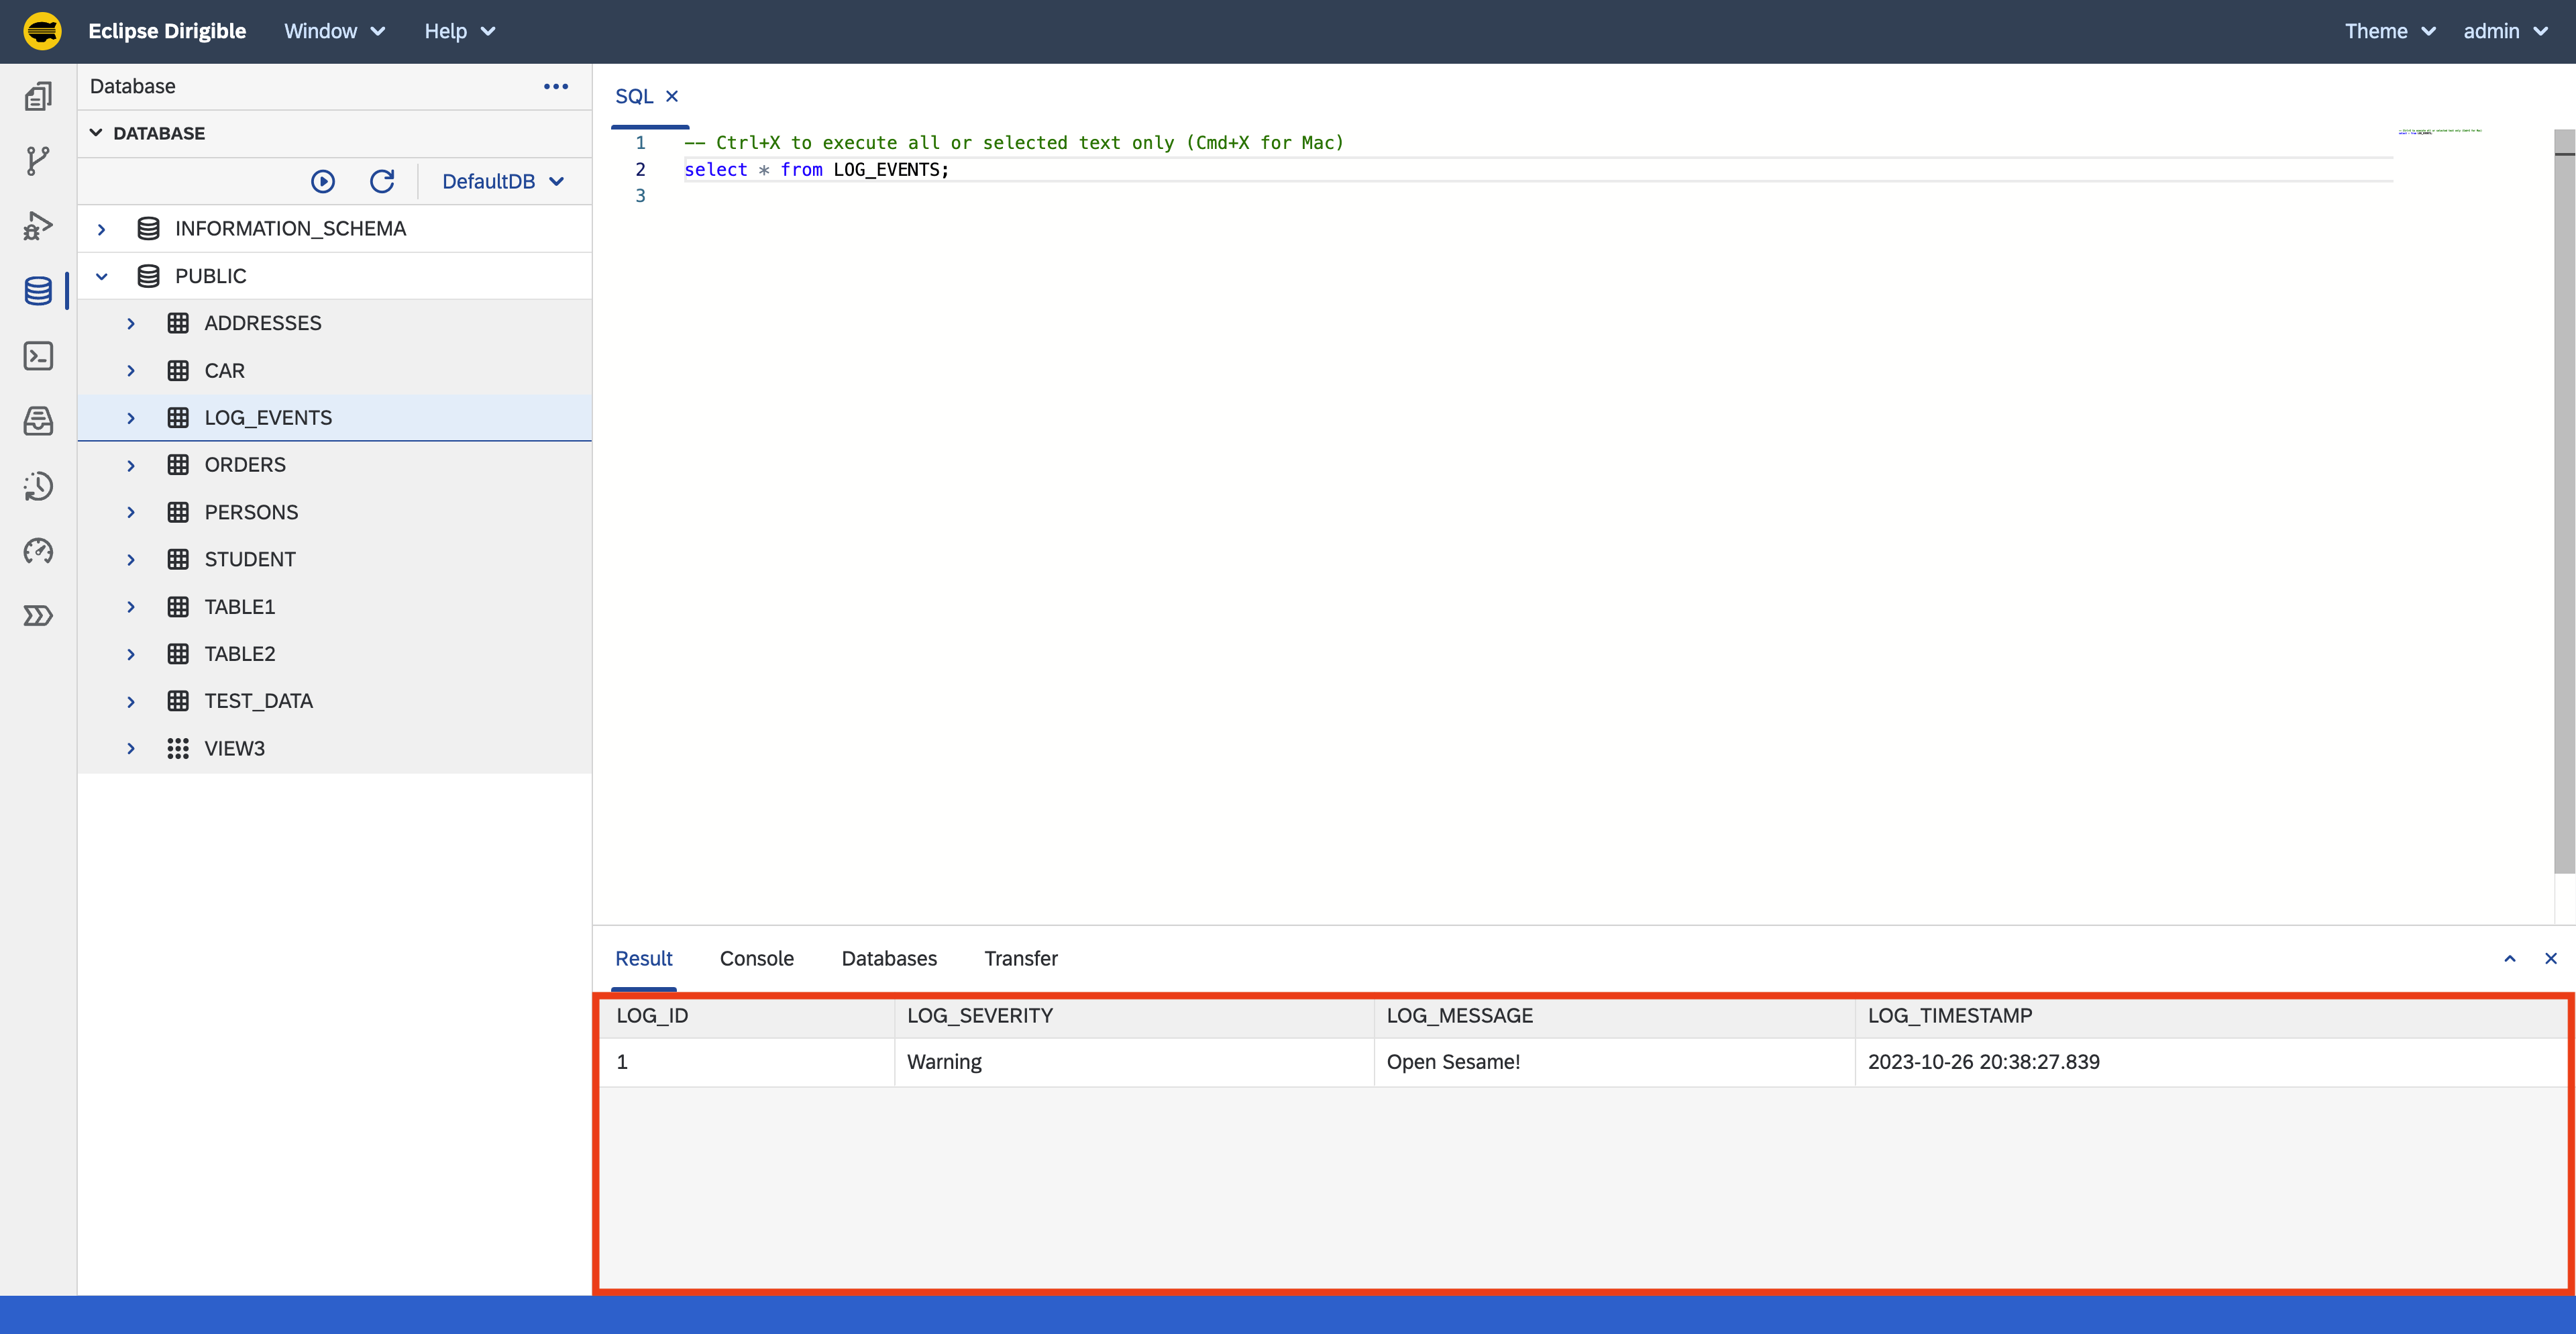 Eclipse Dirigible Window Help Theme admin
Database
DATABASE
DefaultDB
INFORMATION_SCHEMA
PUBLIC
ADDRESSES
CAR
LOG_EVENTS
ORDERS
PERSONS
STUDENT
TABLE1
TABLE2
TEST_DATA
VIEW3
SQL
1 -- Ctrl+X to execute all or selected text only (Cmd+X for Mac)
2 select * from LOG_EVENTS;
3
Result Console Databases Transfer
LOG_ID LOG_SEVERITY LOG_MESSAGE LOG_TIMESTAMP
1 Warning Open Sesame! 2023-10-26 20:38:27.839